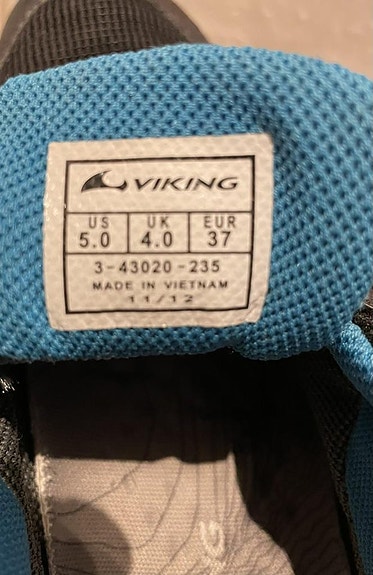 VIKING
US UK EUR
5.0 4.0 37
3-43020-235
MADE IN VIETNAM
11/12
G